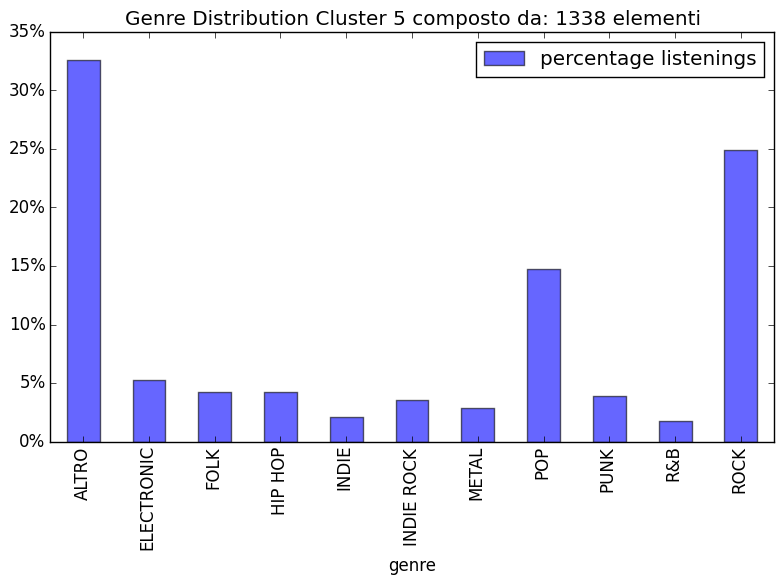 Genre Distribution Cluster 5 composto da: 1338 elementi
percentage listenings
35%
30%
25%
20%
15%
10%
5%
0%
ALTRO
ELECTRONIC
FOLK
HIP HOP
INDIE
INDIE ROCK
METAL
POP
PUNK
R&B
ROCK
genre